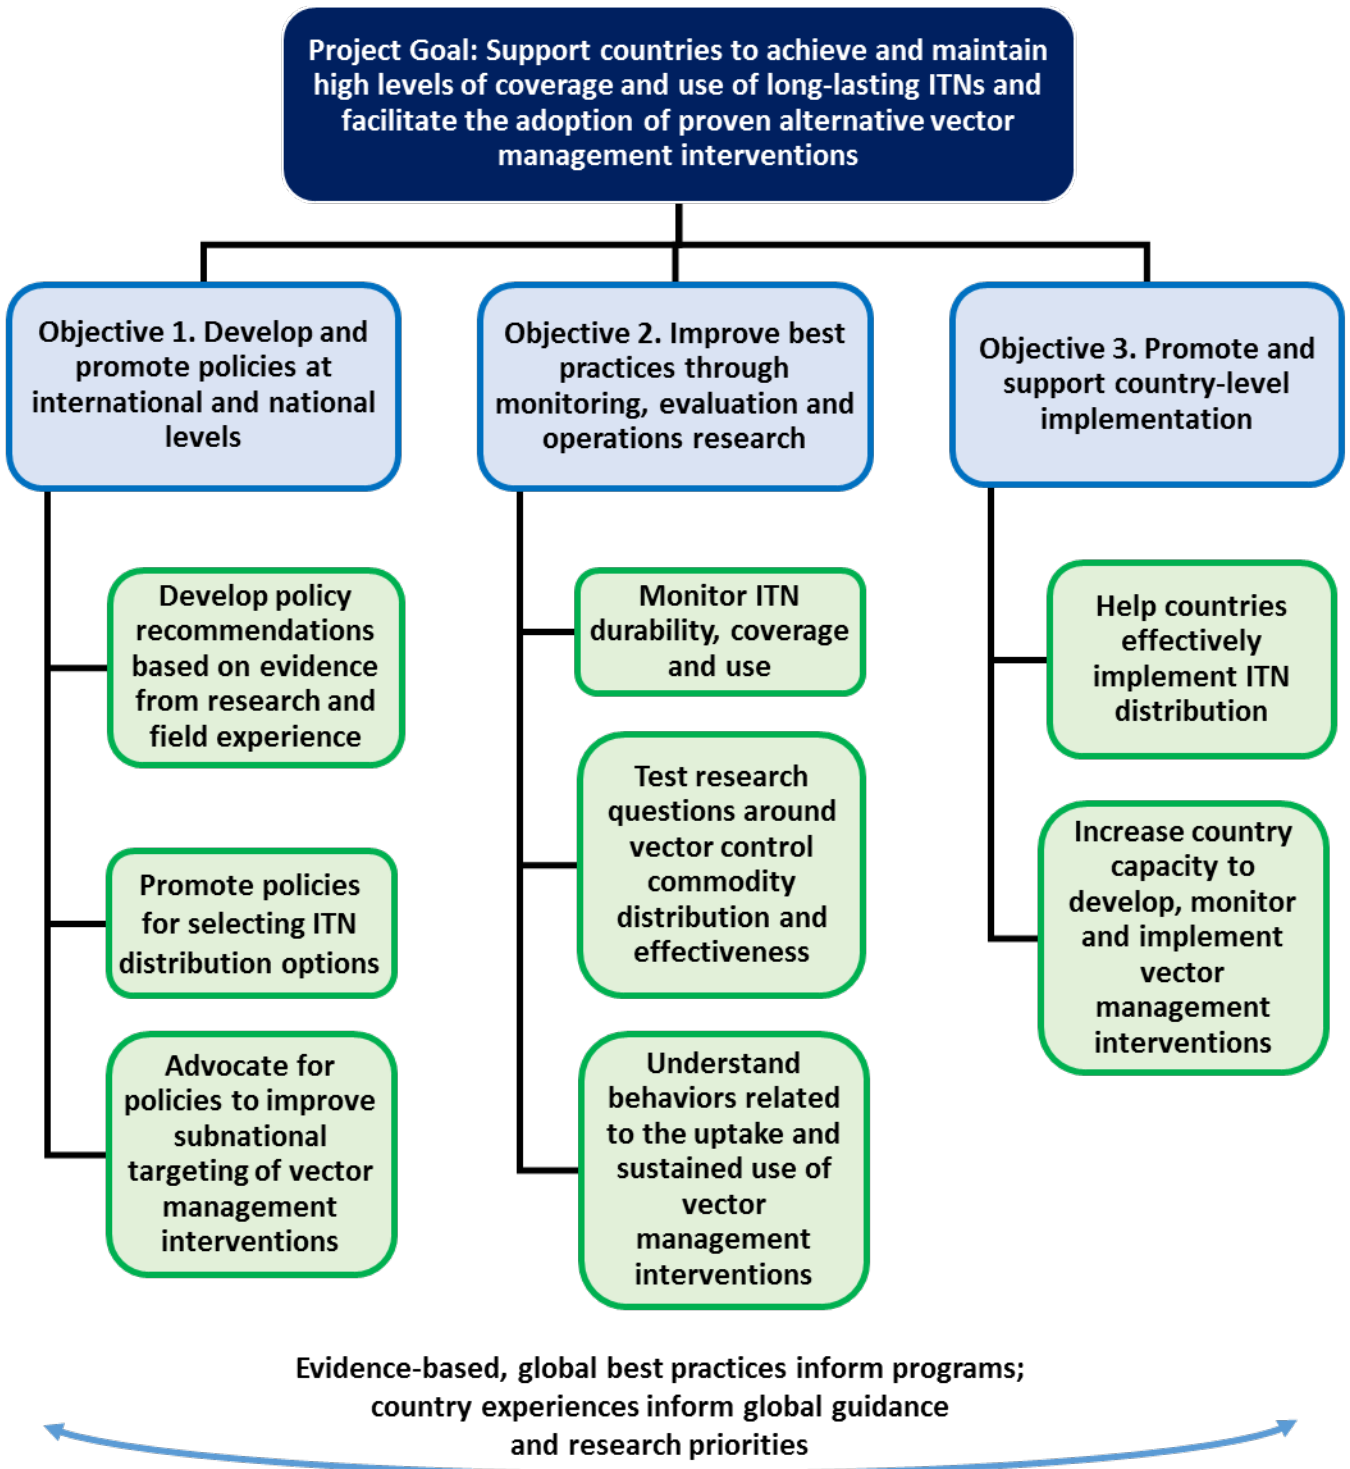 Project Goal: Support countries to achieve and maintain
high levels of coverage and use of long-lasting ITNs and
facilitate the adoption of proven alternative vector
management interventions
Objective 1. Develop and
promote policies at
international and national
levels
Develop policy
recommendations
based on evidence
from research and
field experience
Promote policies
for selecting ITN
distribution options
Advocate for
policies to improve
subnational
targeting of vector
management
interventions
Objective 2. Improve best
practices through
monitoring, evaluation and
operations research
Monitor ITN
durability, coverage
and use
Test research
questions around
vector control
commodity
distribution and
effectiveness
Understand
behaviors related
to the uptake and
sustained use of
vector
management
interventions
Objective 3. Promote and
support country-level
implementation
Help countries
effectively
implement ITN
distribution
Increase country
capacity to
develop, monitor
and implement
vector
management
interventions
Evidence-based, global best practices inform programs;
country experiences inform global guidance
and research priorities